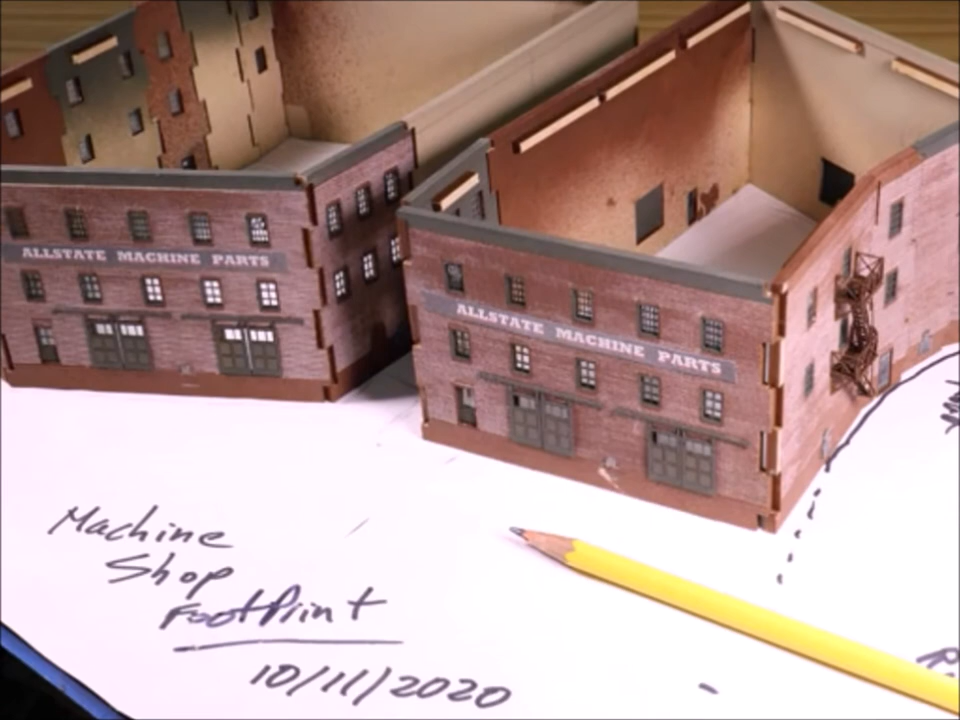 ALLSTATE MACHINE PARTS
ALLSTATE MACHINE PARTS
Machine
Shop
FootPrint
10/11/2020